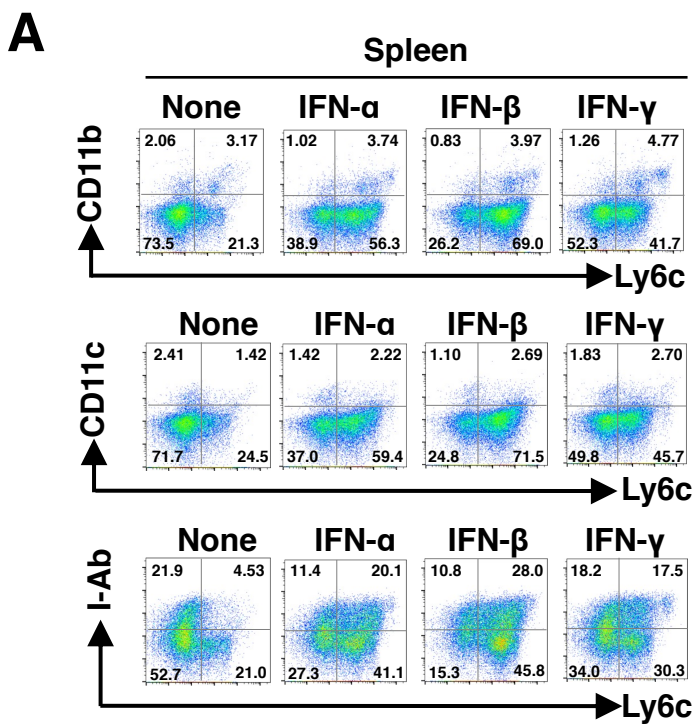 A
Spleen
None IFN-α IFN-β IFN-γ
CD11b
2.06 3.17 1.02 3.74 0.83 3.97 1.26 4.77
73.5 21.3 38.9 56.3 26.2 69.0 52.3 41.7
Ly6c
None IFN-α IFN-β IFN-γ
CD11c
2.41 1.42 1.42 2.22 1.10 2.69 1.83 2.70
71.7 24.5 37.0 59.4 24.8 71.5 49.8 45.7
Ly6c
None IFN-α IFN-β IFN-γ
I-Ab
21.9 4.53 11.4 20.1 10.8 28.0 18.2 17.5
52.7 21.0 27.3 41.1 15.3 45.8 34.0 30.3
Ly6c